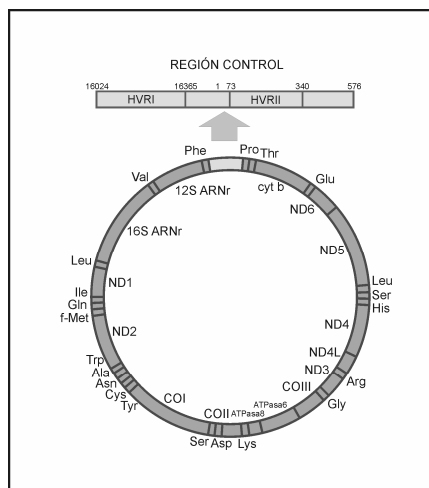 REGIÓN CONTROL
16024 16365 1 73 340 576
HVRI HVRII
Phe Pro Thr
Val 12S ARNr cyt b Glu
ND6
16S ARNr ND5
Leu
ND1 Leu
Ile Ser
Gln His
f-Met
ND2 ND4
ND4L
Trp ND3
Ala Arg
Asn COIII
Cys COI ATPasa6 Gly
Tyr COII ATPasa8
Ser Asp Lys